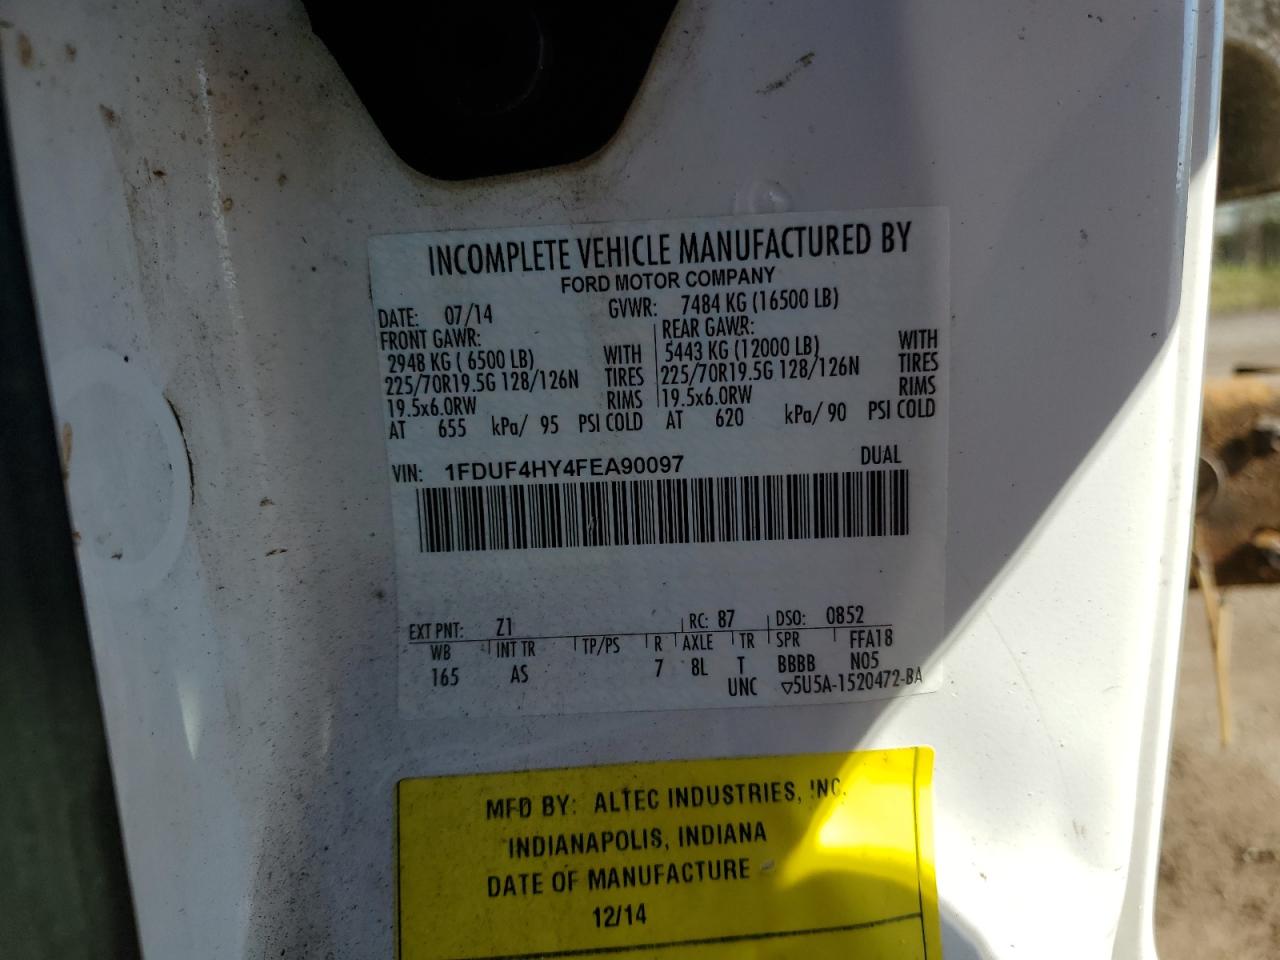 INCOMPLETE VEHICLE MANUFACTURED BY
FORD MOTOR COMPANY
DATE: 07/14 GVWR: 7484 KG (16500 LB)
FRONT GAWR: REAR GAWR:
2948 KG ( 6500 LB) WITH 5443 KG (12000 LB) WITH
225/70R19.5G 128/126N TIRES 225/70R19.5G 128/126N TIRES
19.5x6.0RW RIMS 19.5x6.0RW RIMS
AT 655 kPa/ 95 PSI COLD AT 620 kPa/ 90 PSI COLD
VIN: 1FDUF4HY4FEA90097 DUAL
EXT PNT: Z1 RC: 87 DSO: 0852
WB INT TR TP/PS R AXLE TR SPR FFA18
165 AS 7 8L T BBBB N05
UNC ▽5U5A-1520472-BA
MFD BY: ALTEC INDUSTRIES, INC.
INDIANAPOLIS, INDIANA
DATE OF MANUFACTURE
12/14